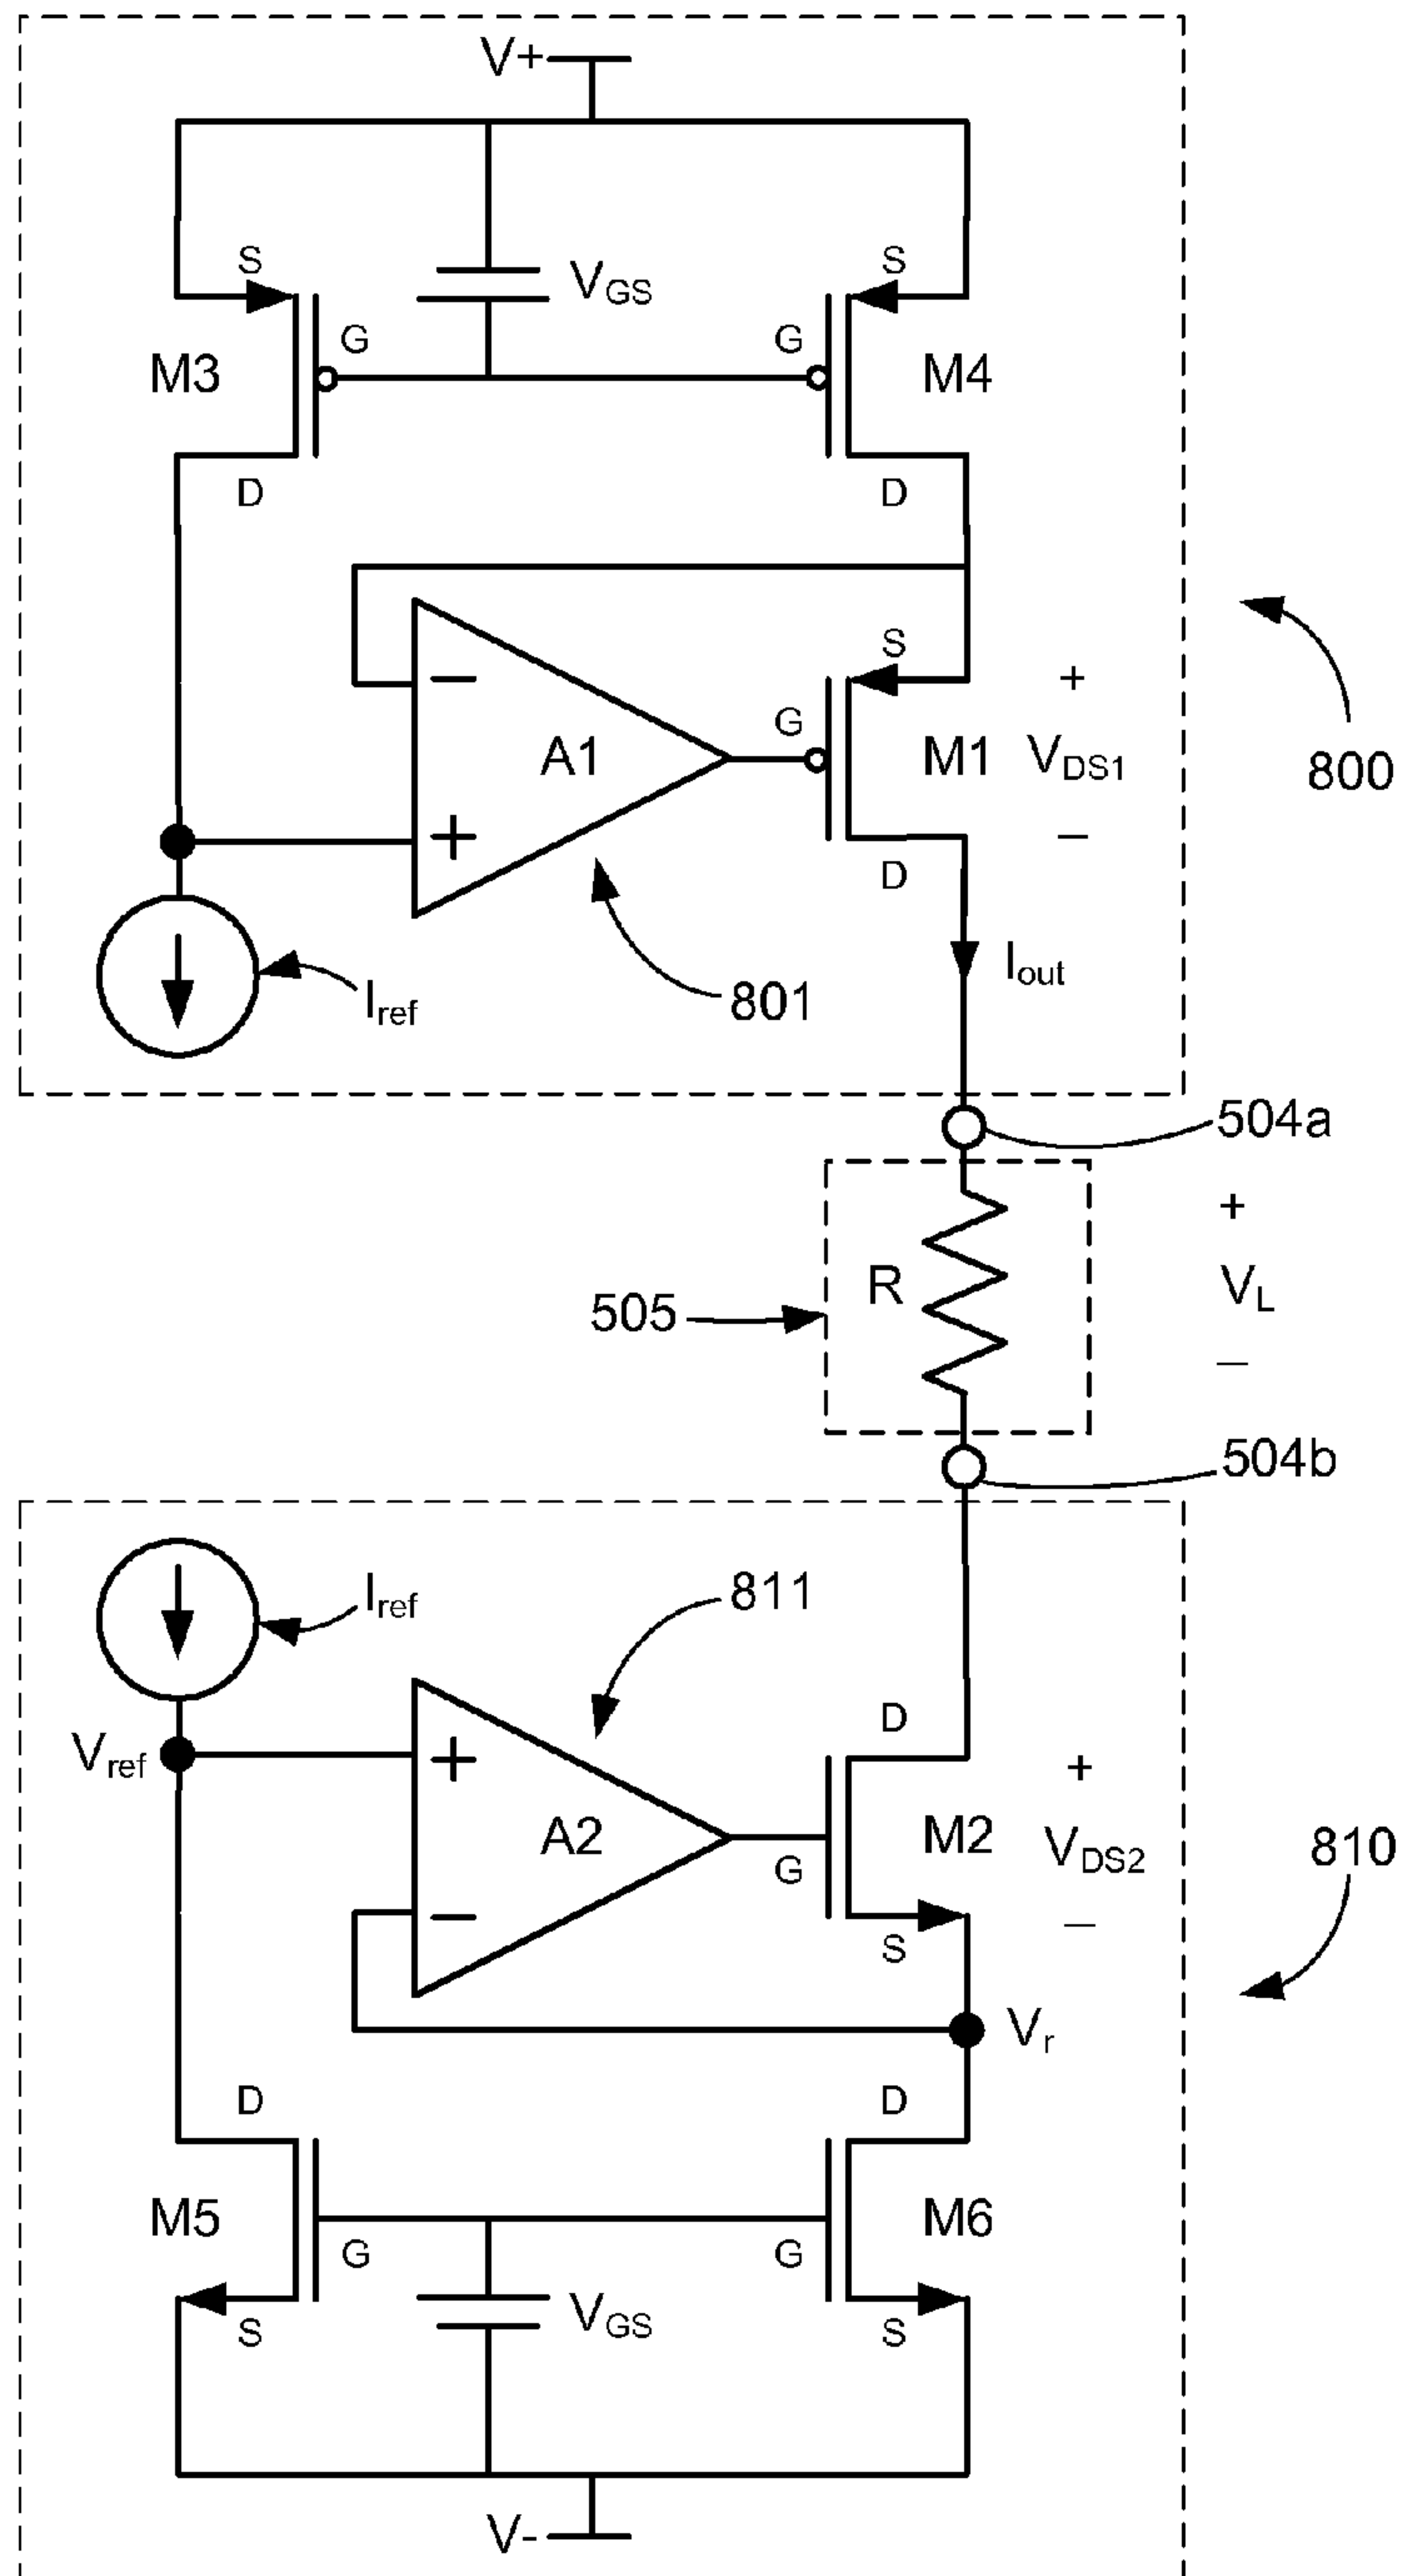 V+
S
S
VGS
G
G
M3
M4
D
D
S
−
+
G
A1
M1
VDS1
800
+
−
D
Iout
Iref
801
504a
+
R
VL
505
−
504b
Iref
811
D
Vref
+
+
A2
M2
VDS2
810
G
−
−
S
Vr
D
D
M5
M6
G
G
VGS
S
S
V-